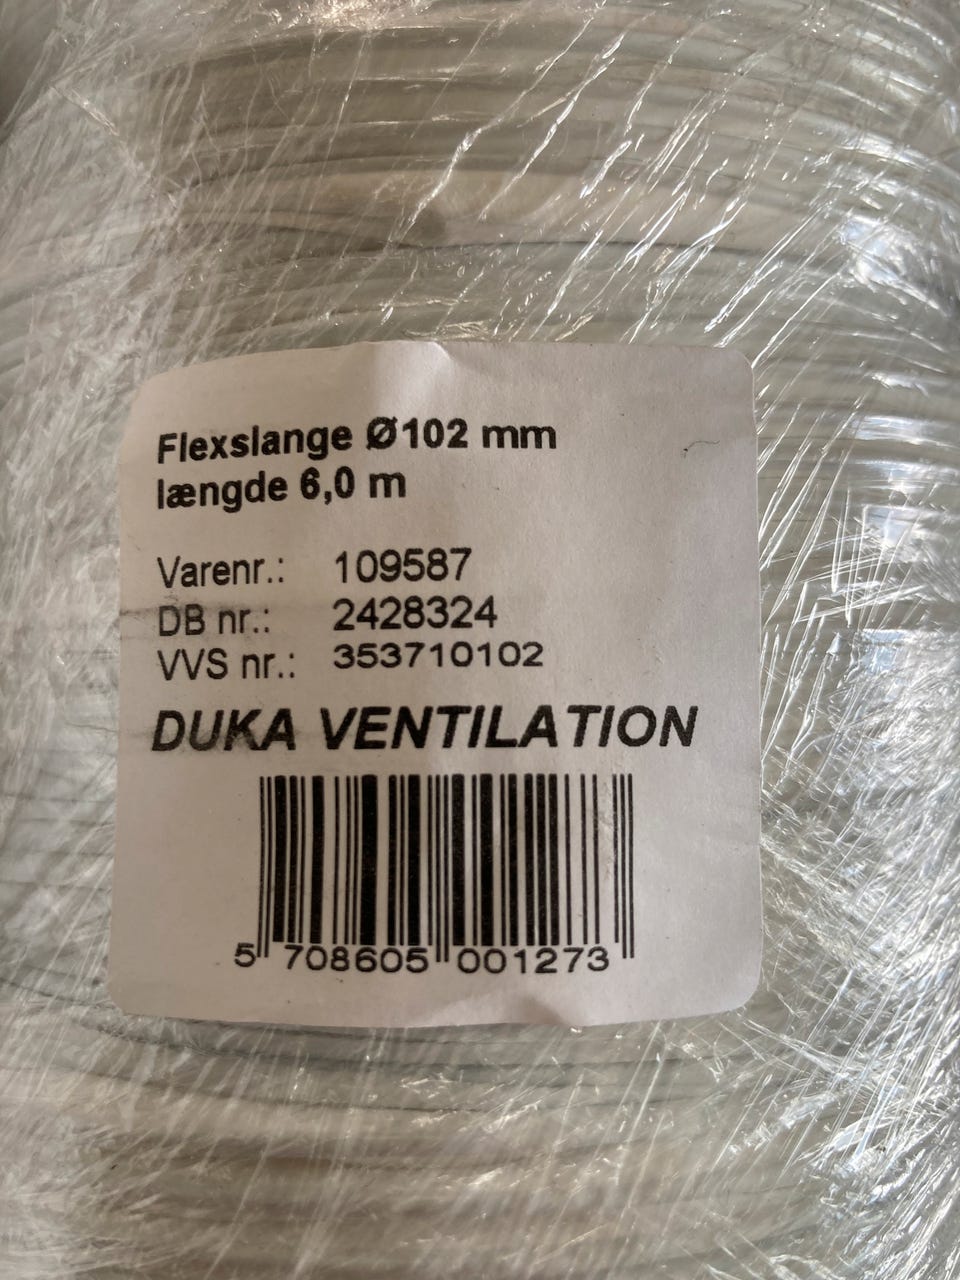 Flexslange Ø102 mm
længde 6,0 m
Varenr.: 109587
DB nr.: 2428324
VVS nr.: 353710102
DUKA VENTILATION
5 708605 001273